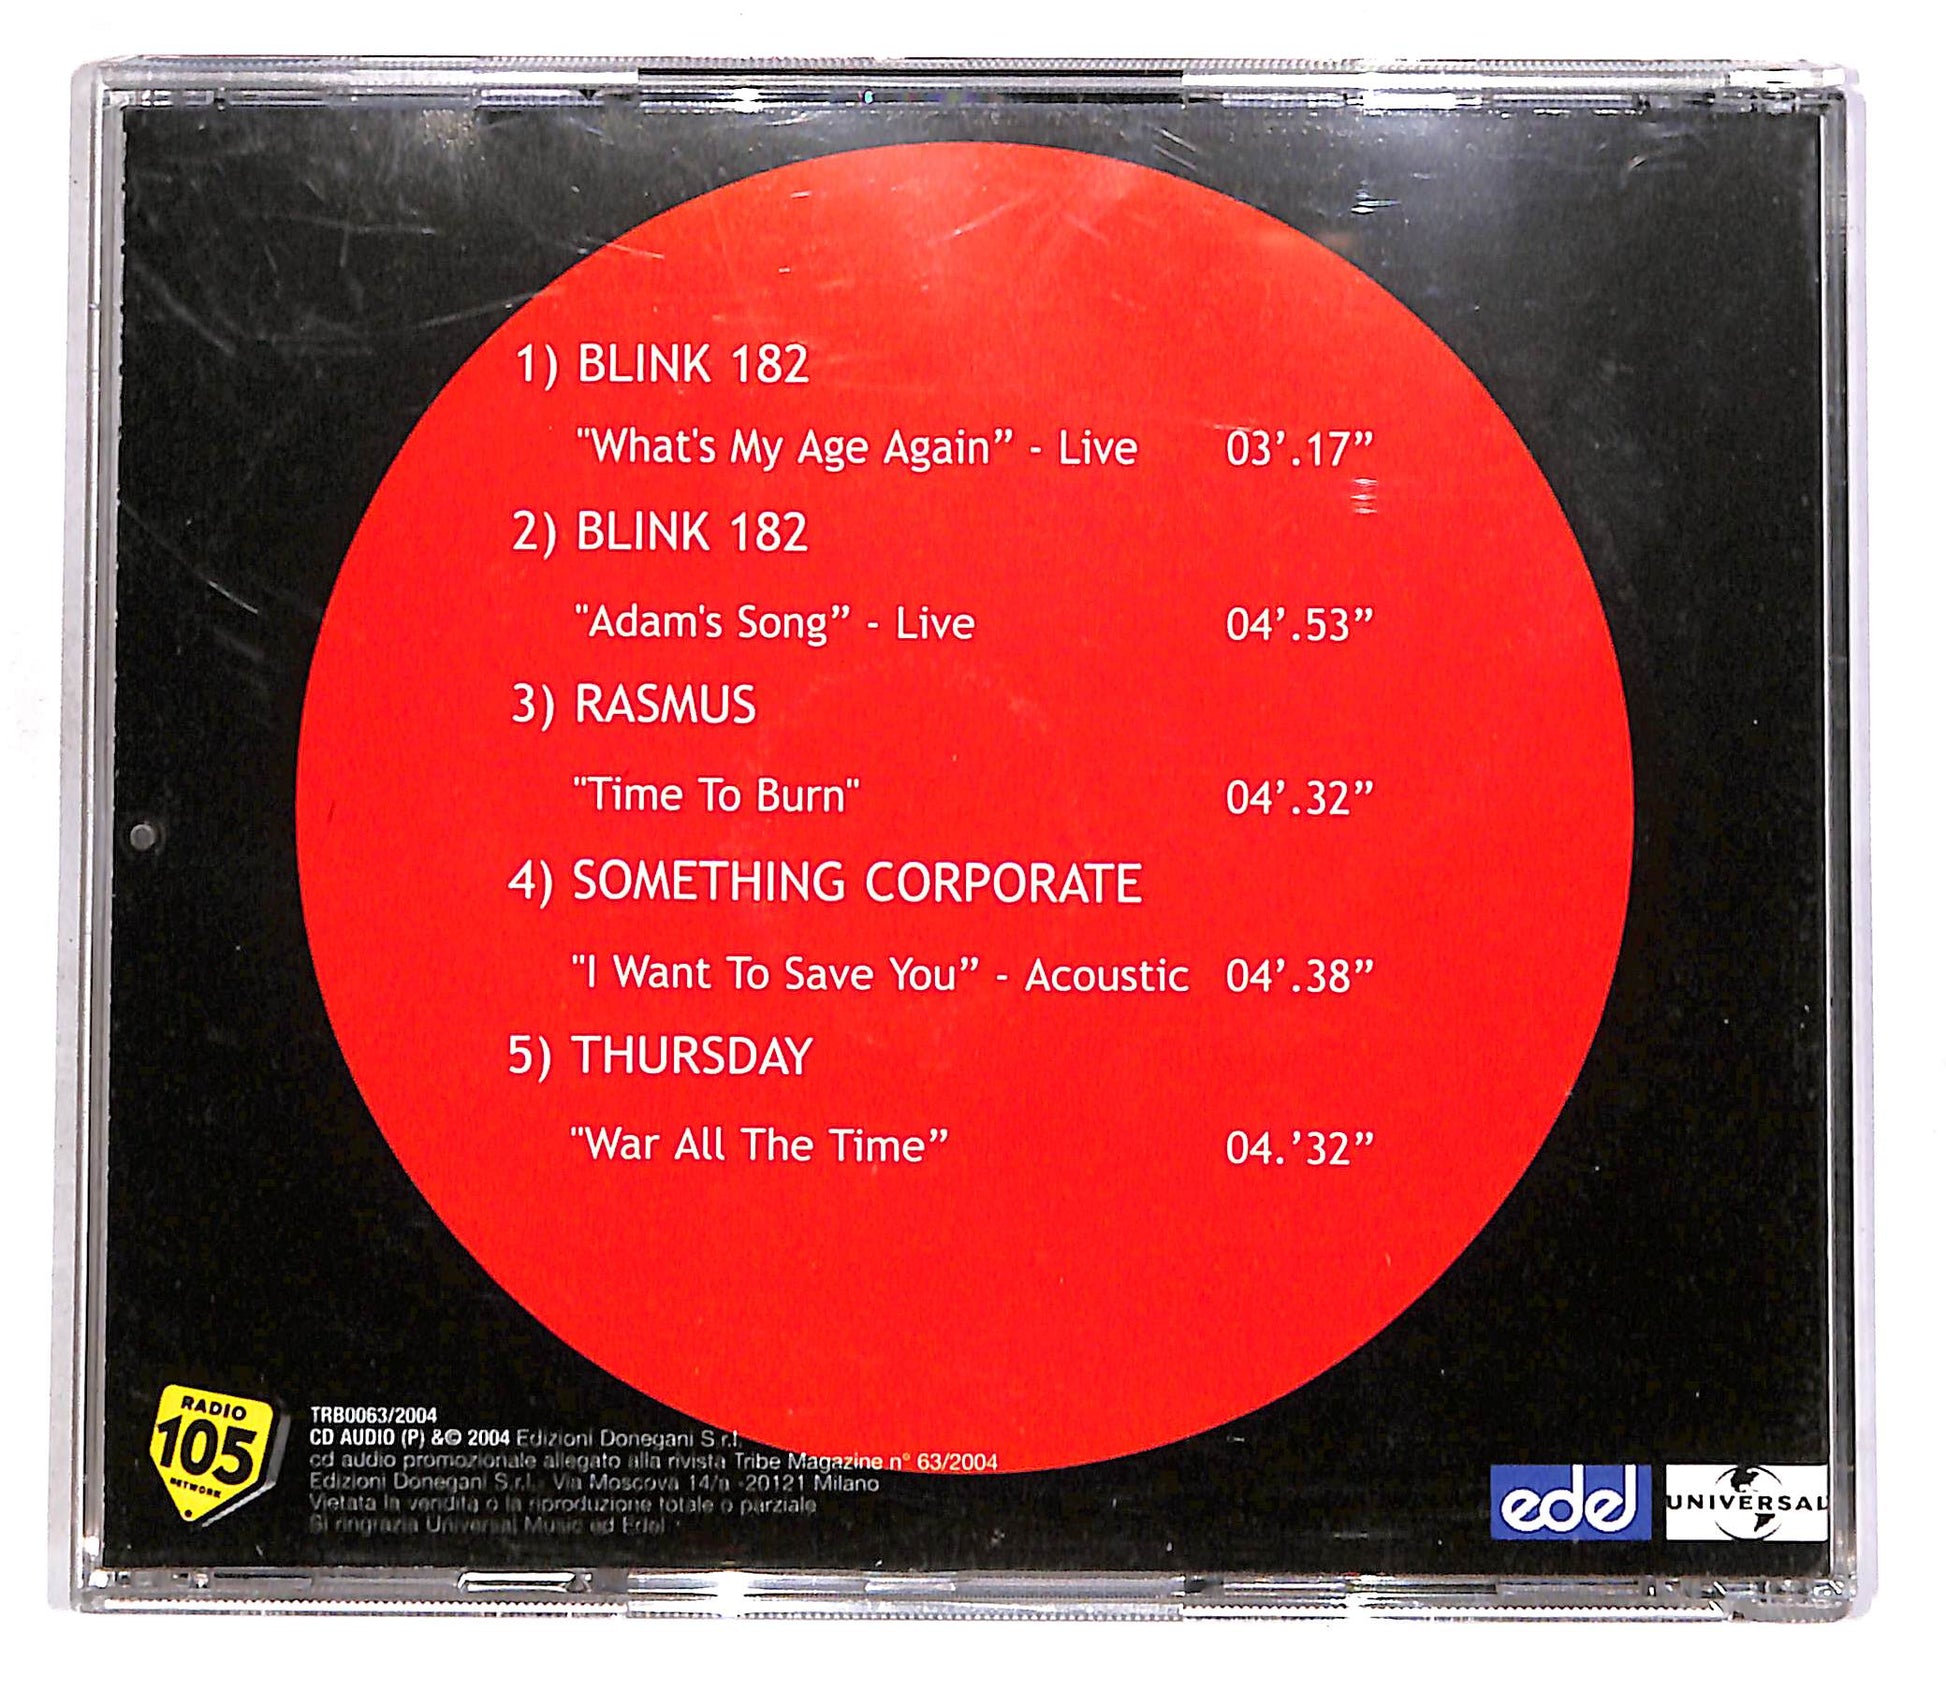 1) BLINK 182
"What's My Age Again” - Live 03’.17”
2) BLINK 182
"Adam's Song” - Live 04’.53”
3) RASMUS
"Time To Burn" 04’.32”
4) SOMETHING CORPORATE
"I Want To Save You” - Acoustic 04’.38”
5) THURSDAY
"War All The Time” 04.’32”
RADIO
105
NETWORK
TRB0063/2004
CD AUDIO (P) &© 2004 Edizioni Donegani S.r.l.
cd audio promozionale allegato alla rivista Tribe Magazine n° 63/2004
Edizioni Donegani S.r.l. Via Moscova 14/a -20121 Milano
Vietata la vendita o la riproduzione totale o parziale
Si ringrazia Universal Music ed Edel
edel
UNIVERSAL